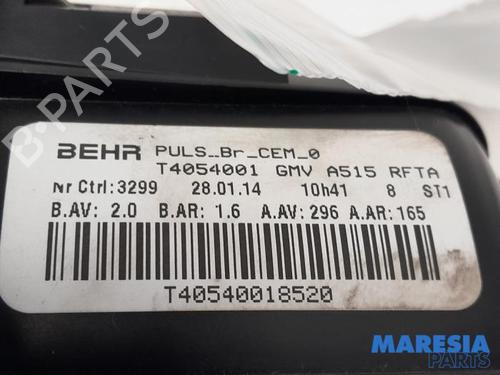 BEHR PULS_Br_CEM_0
T4054001 GMV A515 RFTA
Nr Ctrl:3299 28.01.14 10h41 8 ST1
B.AV: 2.0 B.AR: 1.6 A.AV: 296 A.AR: 165
T40540018520
B-PARTS
MARESIA
PARTS